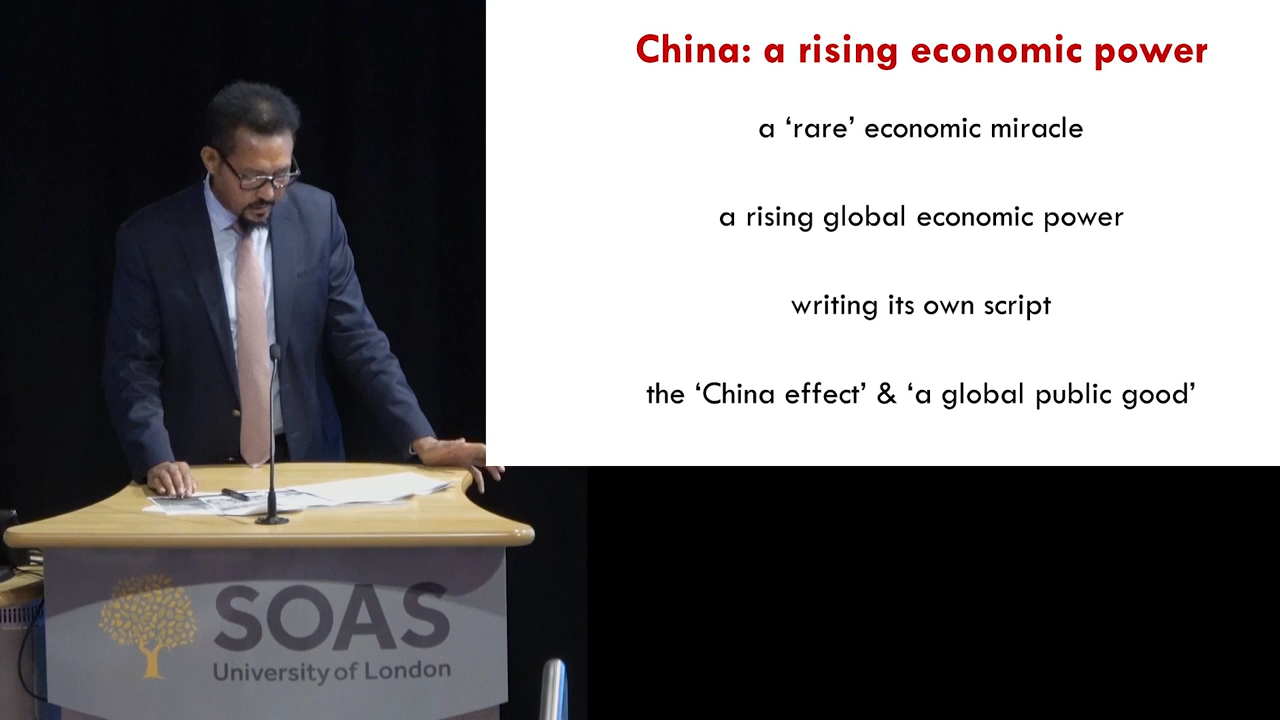 China: a rising economic power
a ‘rare’ economic miracle
a rising global economic power
writing its own script
the ‘China effect’ & ‘a global public good’
SOAS
University of London